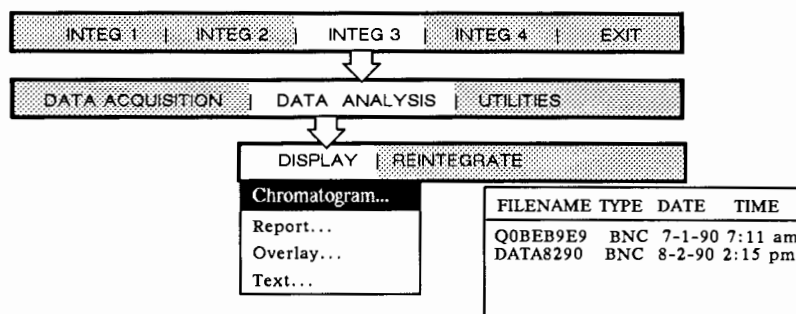 INTEG 1 | INTEG 2 | INTEG 3 | INTEG 4 | EXIT
DATA ACQUISITION | DATA ANALYSIS | UTILITIES
DISPLAY | REINTEGRATE
Chromatogram...
Report...
Overlay...
Text...
FILENAME TYPE DATE TIME
Q0BEB9E9 BNC 7-1-90 7:11 am
DATA8290 BNC 8-2-90 2:15 pm